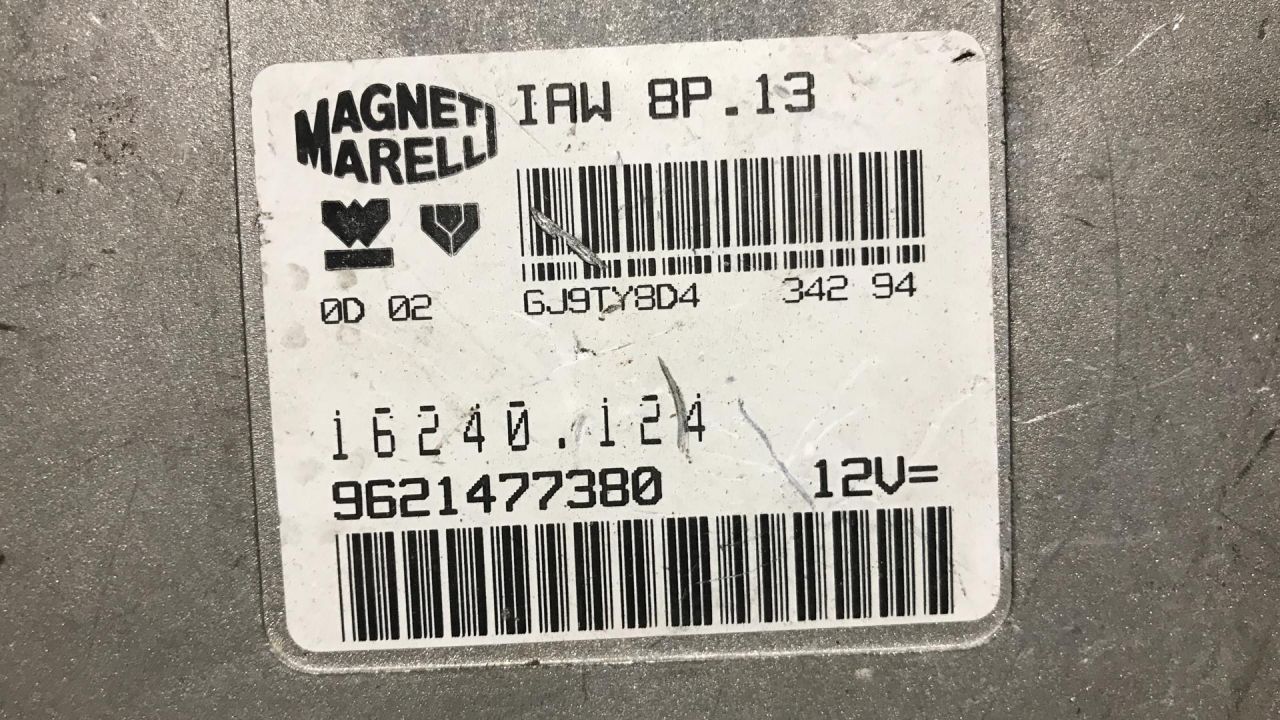 MAGNETI
MARELLI
IAW 8P.13
0D 02
GJ9TY8D4 342 94
16240.124
9621477380 12V=